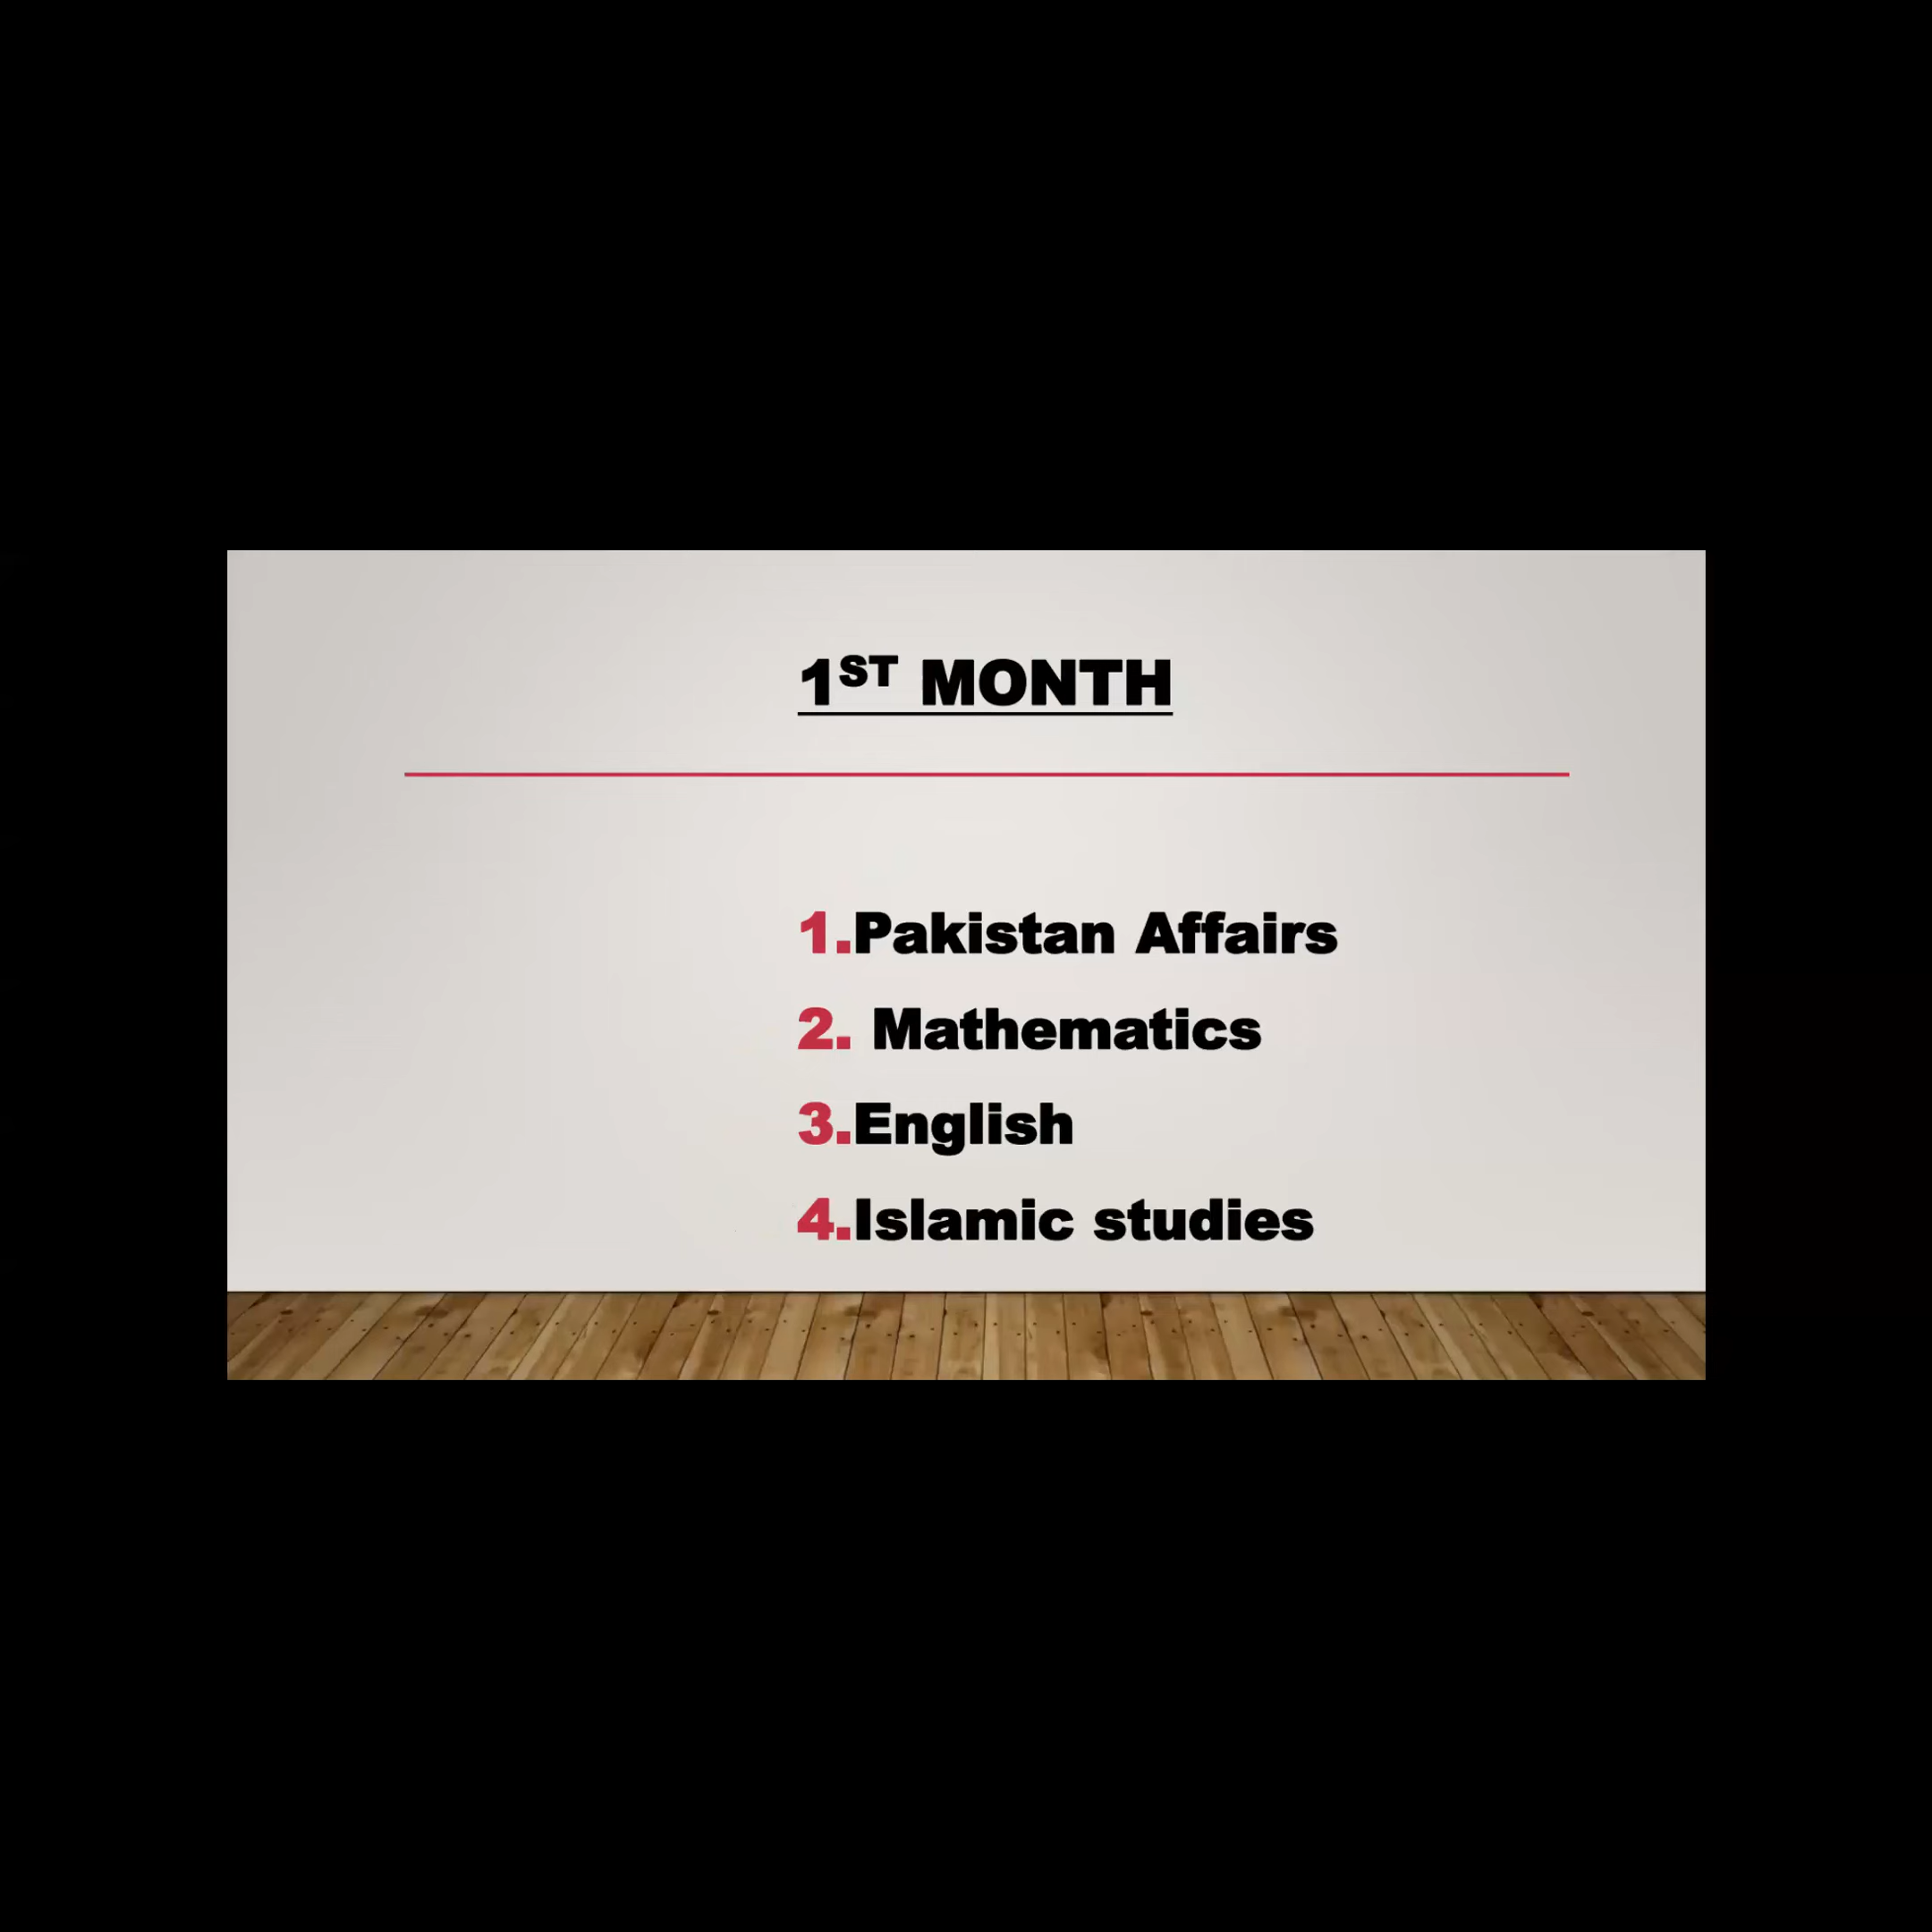 1ST MONTH
1.Pakistan Affairs
2. Mathematics
3.English
4.Islamic studies